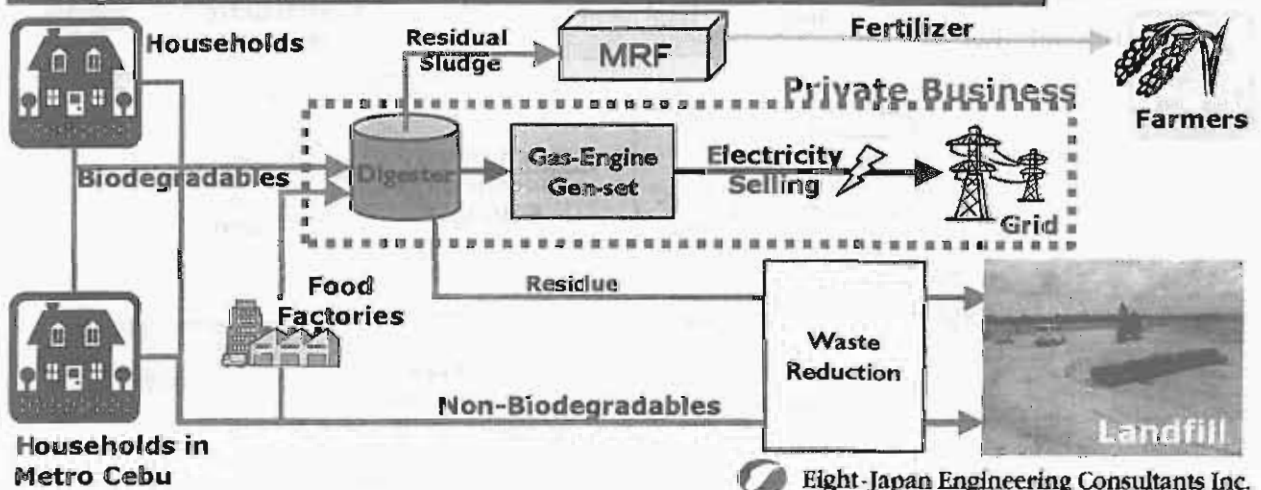 Households
Residual
Sludge
MRF
Fertilizer
Farmers
Private Business
Biodegradables
Digester
Gas-Engine
Gen-set
Electricity
Selling
Grid
Food
Factories
Residue
Waste
Reduction
Non-Biodegradables
Landfill
Households in
Metro Cebu
Eight-Japan Engineering Consultants Inc.